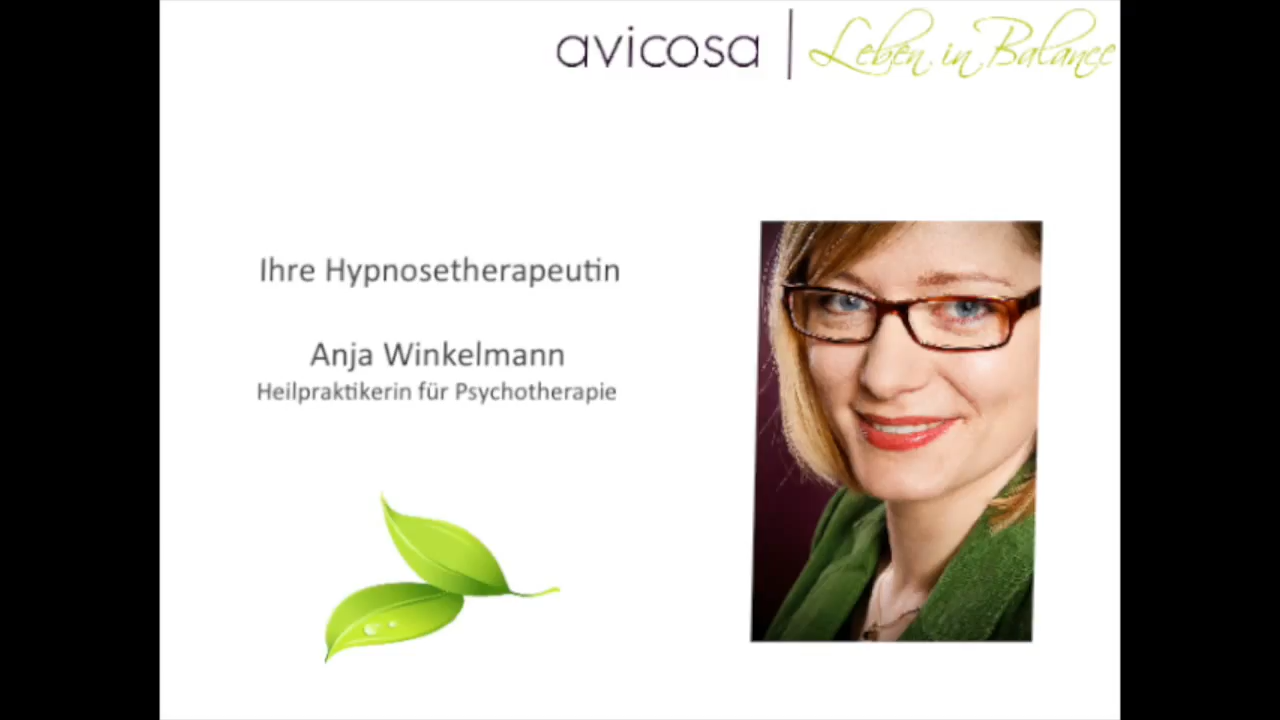 avicosa | Leben in Balance
Ihre Hypnosetherapeutin
Anja Winkelmann
Heilpraktikerin für Psychotherapie